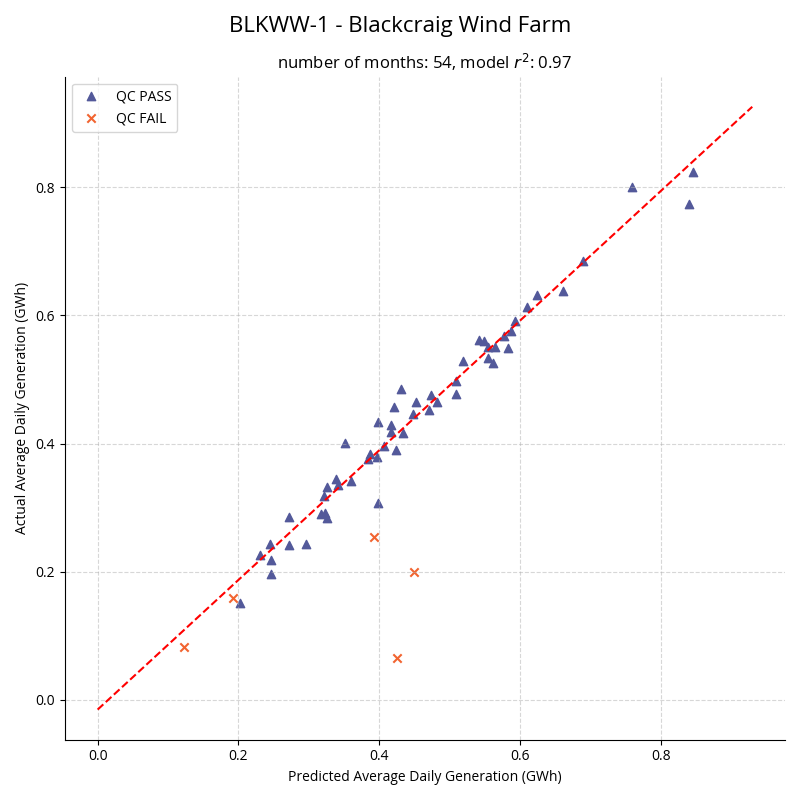 BLKWW-1 - Blackcraig Wind Farm
number of months: 54, model r²: 0.97
QC PASS
QC FAIL
0.8
0.6
0.4
0.2
0.0
Actual Average Daily Generation (GWh)
0.0 0.2 0.4 0.6 0.8
Predicted Average Daily Generation (GWh)